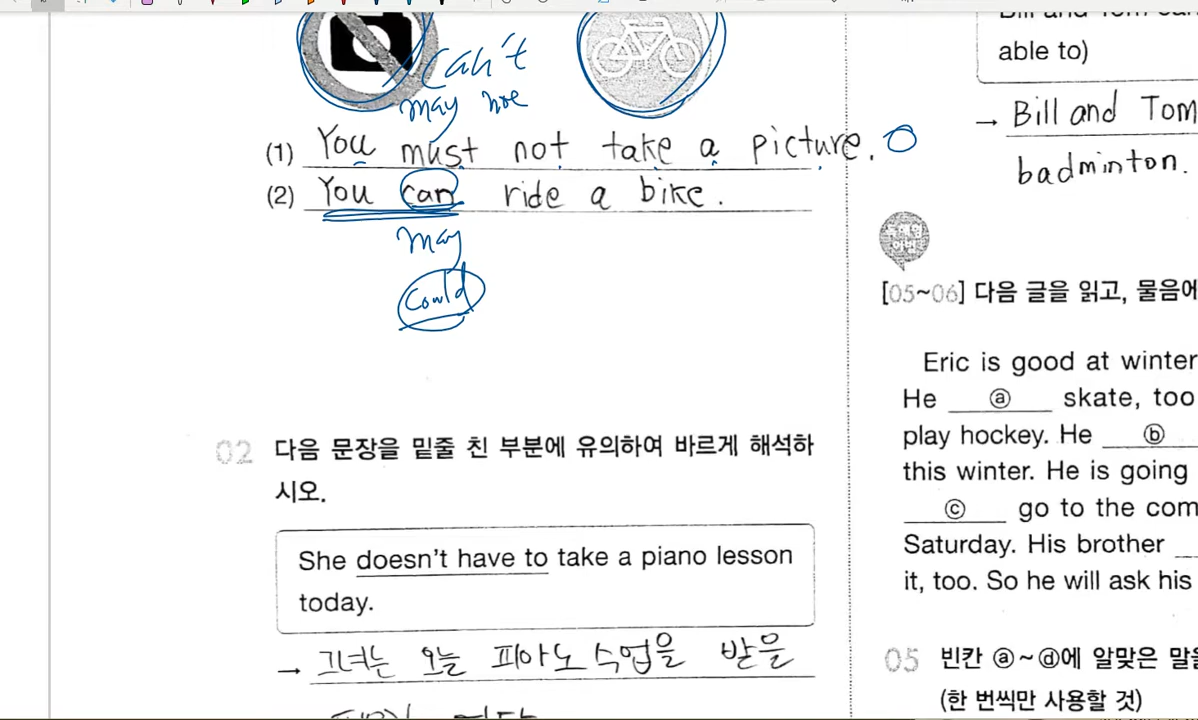 can't
may not
(1) You must not take a picture.
(2) You can ride a bike.
may
could
02 다음 문장을 밑줄 친 부분에 유의하여 바르게 해석하
시오.
She doesn't have to take a piano lesson
today.
→ 그녀는 오늘 피아노 수업을 받을
able to)
→ Bill and Tom
badminton.
독해형
어법
[05~06] 다음 글을 읽고, 물음에
Eric is good at winter
He ⓐ skate, too
play hockey. He ⓑ
this winter. He is going
ⓒ go to the com
Saturday. His brother
it, too. So he will ask his
05 빈칸 ⓐ~ⓓ에 알맞은 말을
(한 번씩만 사용할 것)